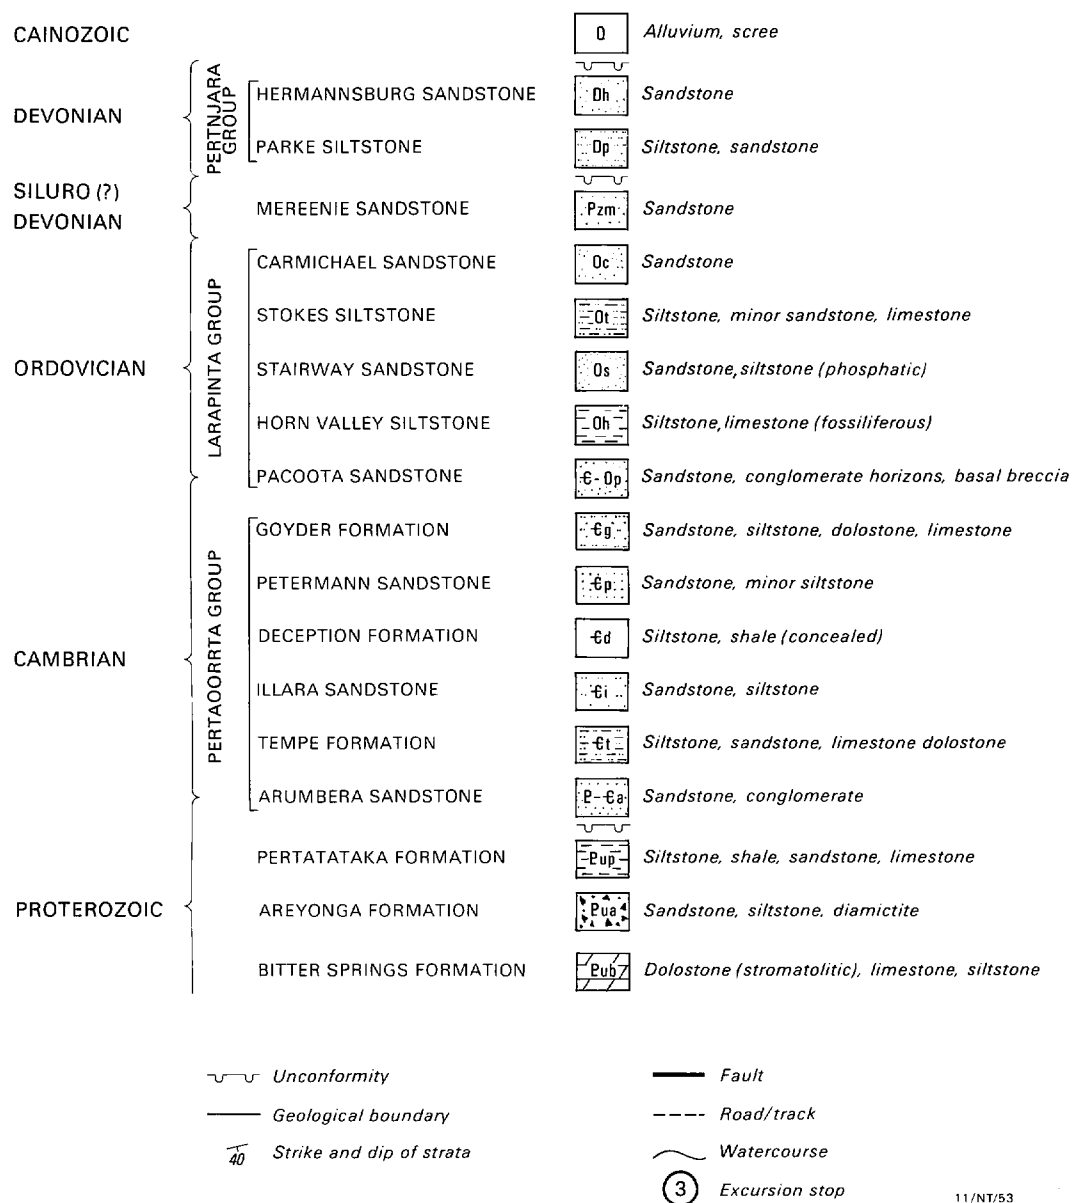 CAINOZOIC
Q
Alluvium, scree
DEVONIAN
PERTNJARA
GROUP
HERMANNSBURG SANDSTONE
Dh
Sandstone
PARKE SILTSTONE
Dp
Siltstone, sandstone
SILURO (?)
DEVONIAN
MEREENIE SANDSTONE
Pzm
Sandstone
ORDOVICIAN
LARAPINTA GROUP
CARMICHAEL SANDSTONE
Oc
Sandstone
STOKES SILTSTONE
Ot
Siltstone, minor sandstone, limestone
STAIRWAY SANDSTONE
Os
Sandstone, siltstone (phosphatic)
HORN VALLEY SILTSTONE
Oh
Siltstone, limestone (fossiliferous)
PACOOTA SANDSTONE
Ꞓ-Op
Sandstone, conglomerate horizons, basal breccia
CAMBRIAN
PERTAOORRTA GROUP
GOYDER FORMATION
Ꞓg
Sandstone, siltstone, dolostone, limestone
PETERMANN SANDSTONE
Ꞓp
Sandstone, minor siltstone
DECEPTION FORMATION
Ꞓd
Siltstone, shale (concealed)
ILLARA SANDSTONE
Ꞓi
Sandstone, siltstone
TEMPE FORMATION
Ꞓt
Siltstone, sandstone, limestone dolostone
ARUMBERA SANDSTONE
P-Ꞓa
Sandstone, conglomerate
PROTEROZOIC
PERTATATAKA FORMATION
Pup
Siltstone, shale, sandstone, limestone
AREYONGA FORMATION
Pua
Sandstone, siltstone, diamictite
BITTER SPRINGS FORMATION
Pub
Dolostone (stromatolitic), limestone, siltstone
Unconformity
Geological boundary
40
Strike and dip of strata
Fault
Road/track
Watercourse
3
Excursion stop
11/NT/53